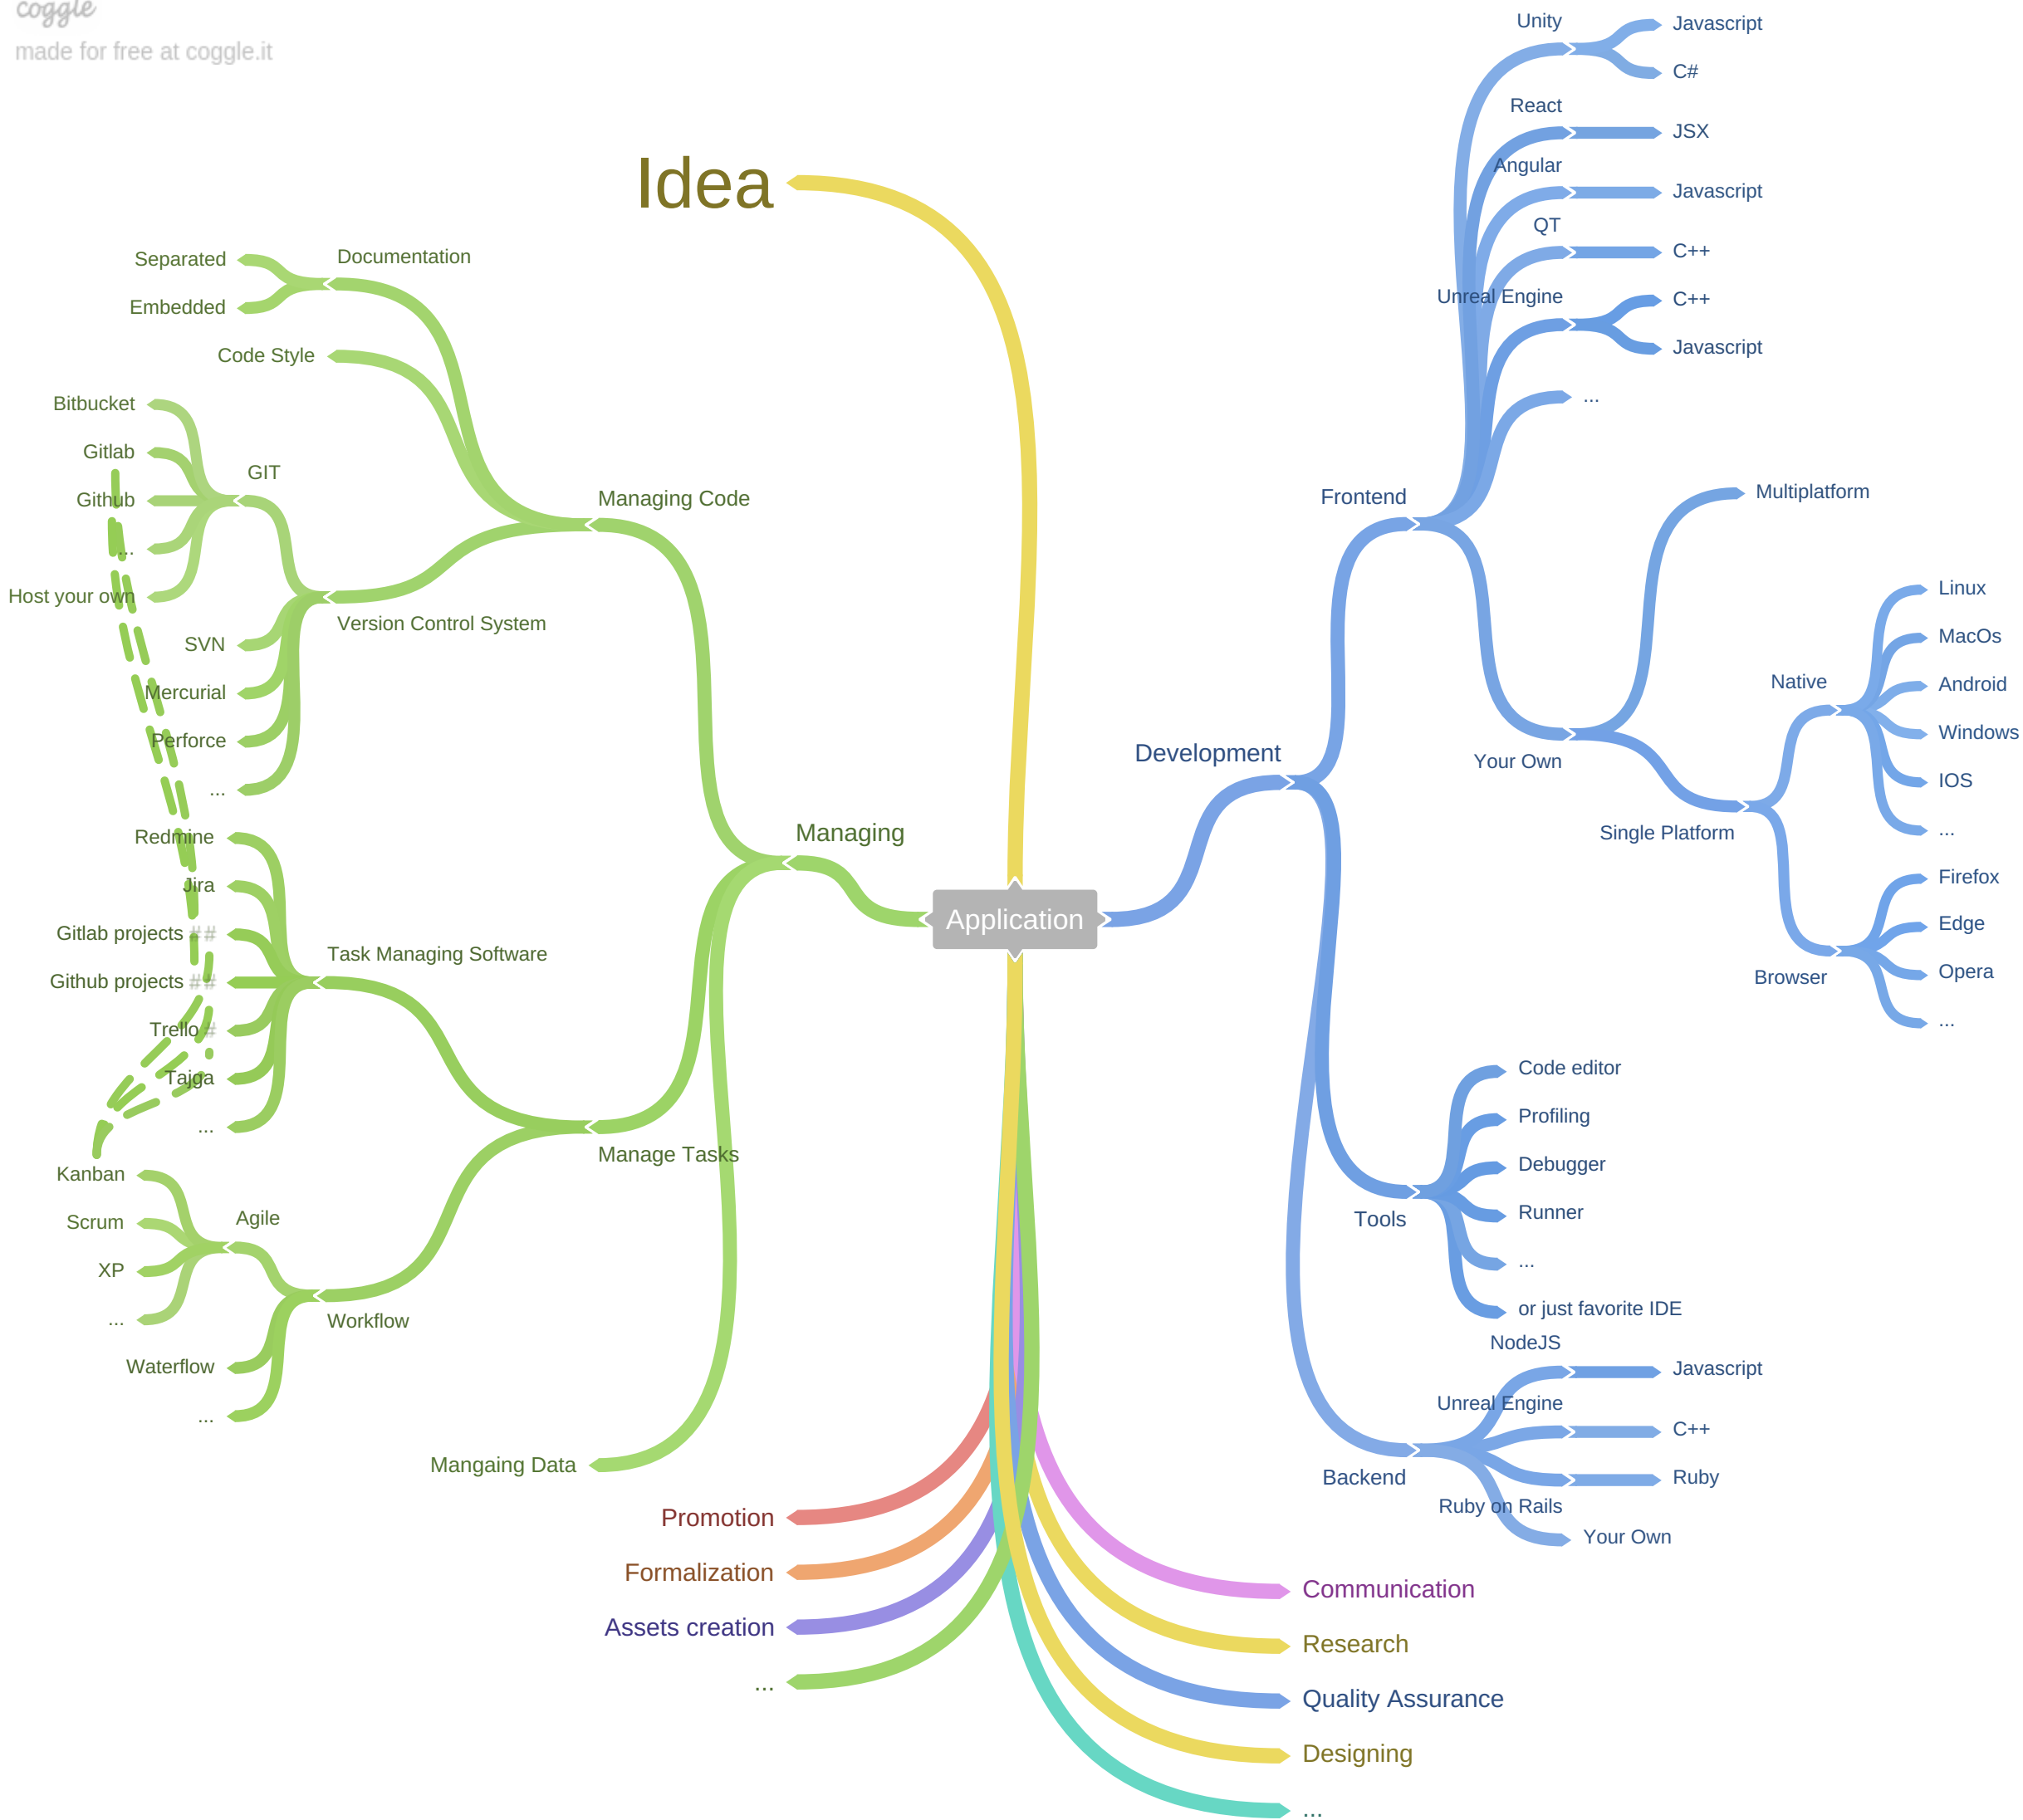 coggle
made for free at coggle.it
Idea
Documentation
Separated
Embedded
Code Style
Managing Code
GIT
Bitbucket
Gitlab
Github
...
Host your own
Version Control System
SVN
Mercurial
Perforce
...
Managing
Redmine
Jira
Gitlab projects ##
Github projects ##
Trello #
Tajga
...
Task Managing Software
Manage Tasks
Kanban
Scrum
XP
...
Agile
Workflow
Waterflow
...
Mangaing Data
Promotion
Formalization
Assets creation
...
Application
Development
Frontend
Unity
Javascript
C#
React
JSX
Angular
Javascript
QT
C++
Unreal Engine
C++
Javascript
...
Your Own
Multiplatform
Single Platform
Native
Linux
MacOs
Android
Windows
IOS
...
Browser
Firefox
Edge
Opera
...
Tools
Code editor
Profiling
Debugger
Runner
...
or just favorite IDE
Backend
NodeJS
Javascript
Unreal Engine
C++
Ruby on Rails
Ruby
Your Own
Communication
Research
Quality Assurance
Designing
...